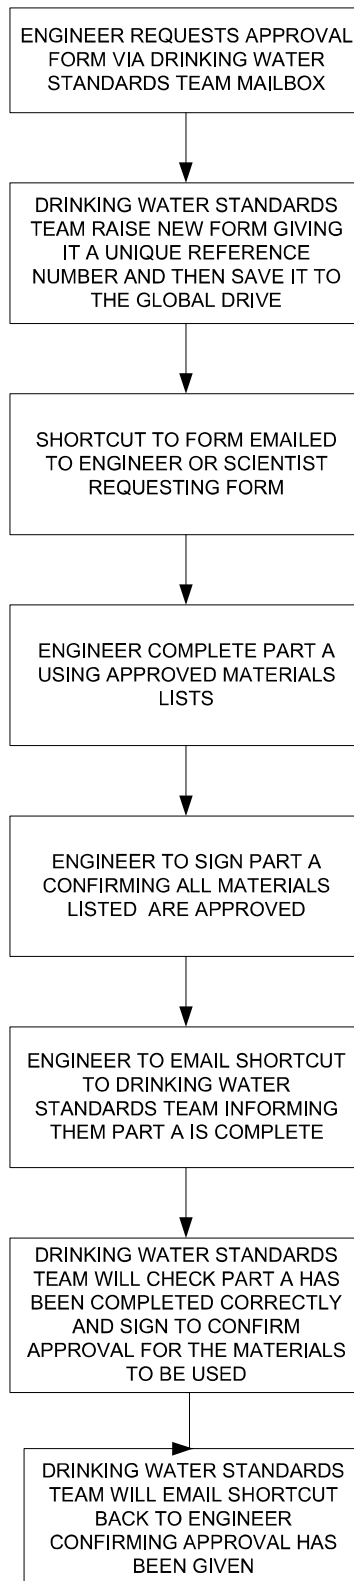 ENGINEER REQUESTS APPROVAL
FORM VIA DRINKING WATER
STANDARDS TEAM MAILBOX
DRINKING WATER STANDARDS
TEAM RAISE NEW FORM GIVING
IT A UNIQUE REFERENCE
NUMBER AND THEN SAVE IT TO
THE GLOBAL DRIVE
SHORTCUT TO FORM EMAILED
TO ENGINEER OR SCIENTIST
REQUESTING FORM
ENGINEER COMPLETE PART A
USING APPROVED MATERIALS
LISTS
ENGINEER TO SIGN PART A
CONFIRMING ALL MATERIALS
LISTED ARE APPROVED
ENGINEER TO EMAIL SHORTCUT
TO DRINKING WATER
STANDARDS TEAM INFORMING
THEM PART A IS COMPLETE
DRINKING WATER STANDARDS
TEAM WILL CHECK PART A HAS
BEEN COMPLETED CORRECTLY
AND SIGN TO CONFIRM
APPROVAL FOR THE MATERIALS
TO BE USED
DRINKING WATER STANDARDS
TEAM WILL EMAIL SHORTCUT
BACK TO ENGINEER
CONFIRMING APPROVAL HAS
BEEN GIVEN